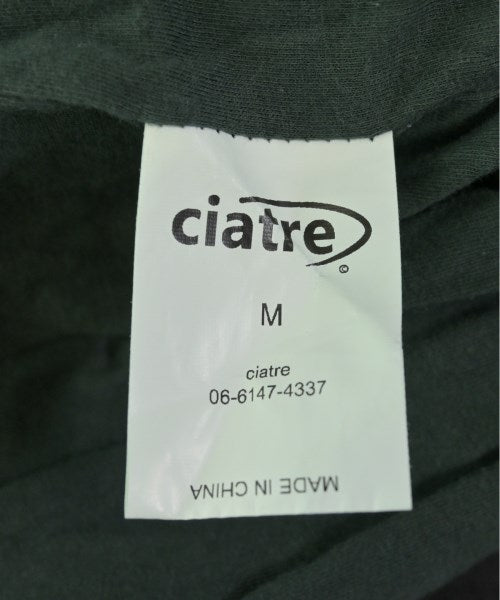 ciatre
©
M
ciatre
06-6147-4337
MADE IN CHINA